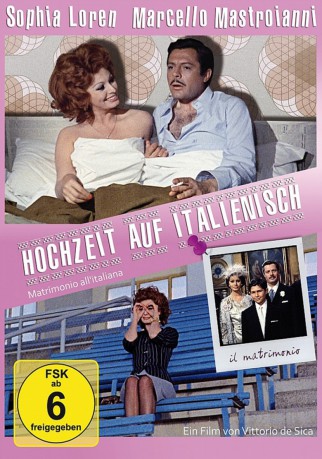 Sophia Loren Marcello Mastroianni
HOCHZEIT AUF ITALIENISCH
Matrimonio all'italiana
il matrimonio
FSK
ab
6
freigegeben
Ein Film von Vittorio de Sica